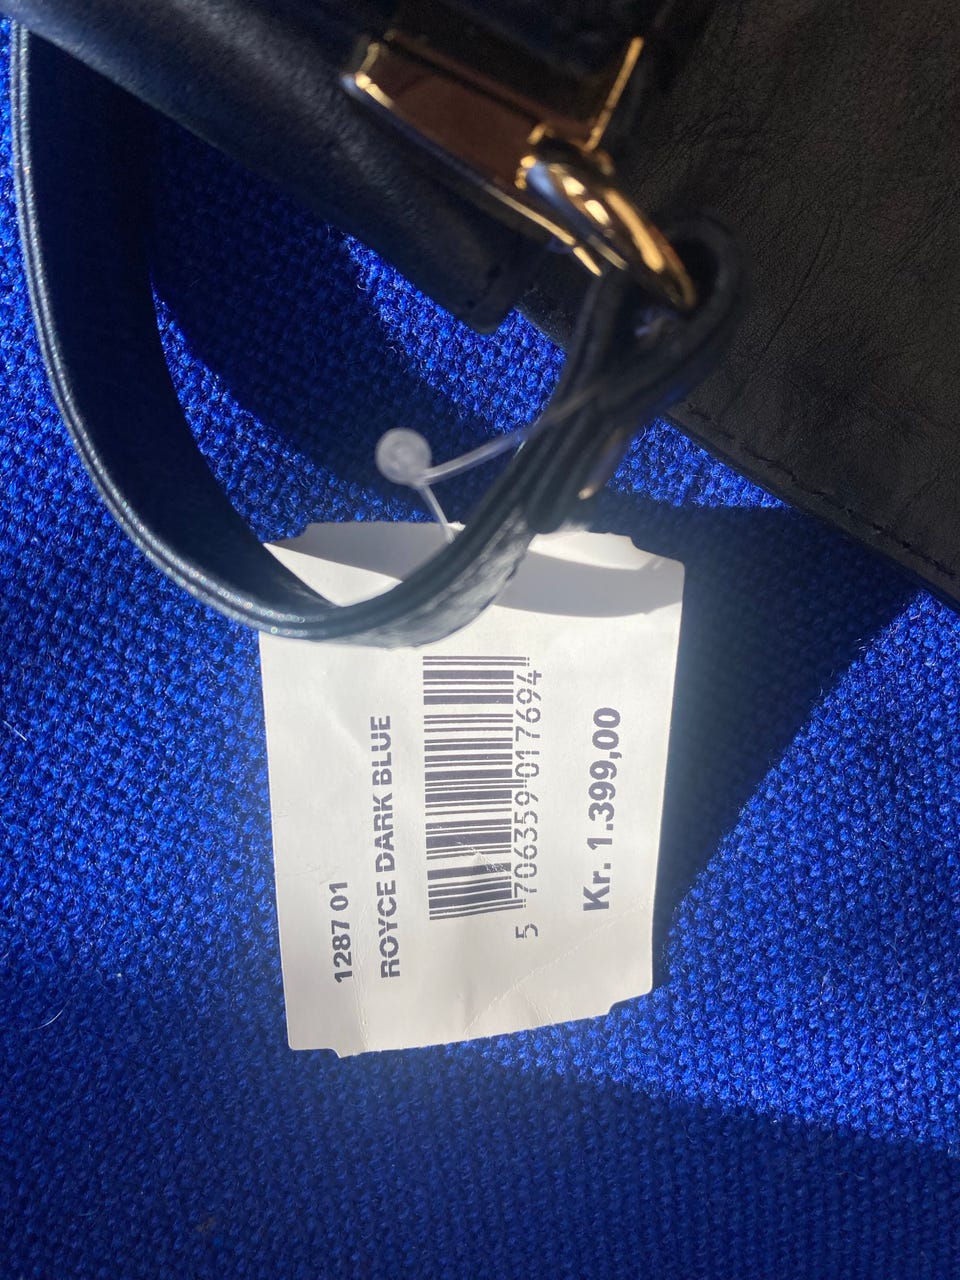 1287 01
ROYCE DARK BLUE
5 706359 017694
Kr. 1.399,00